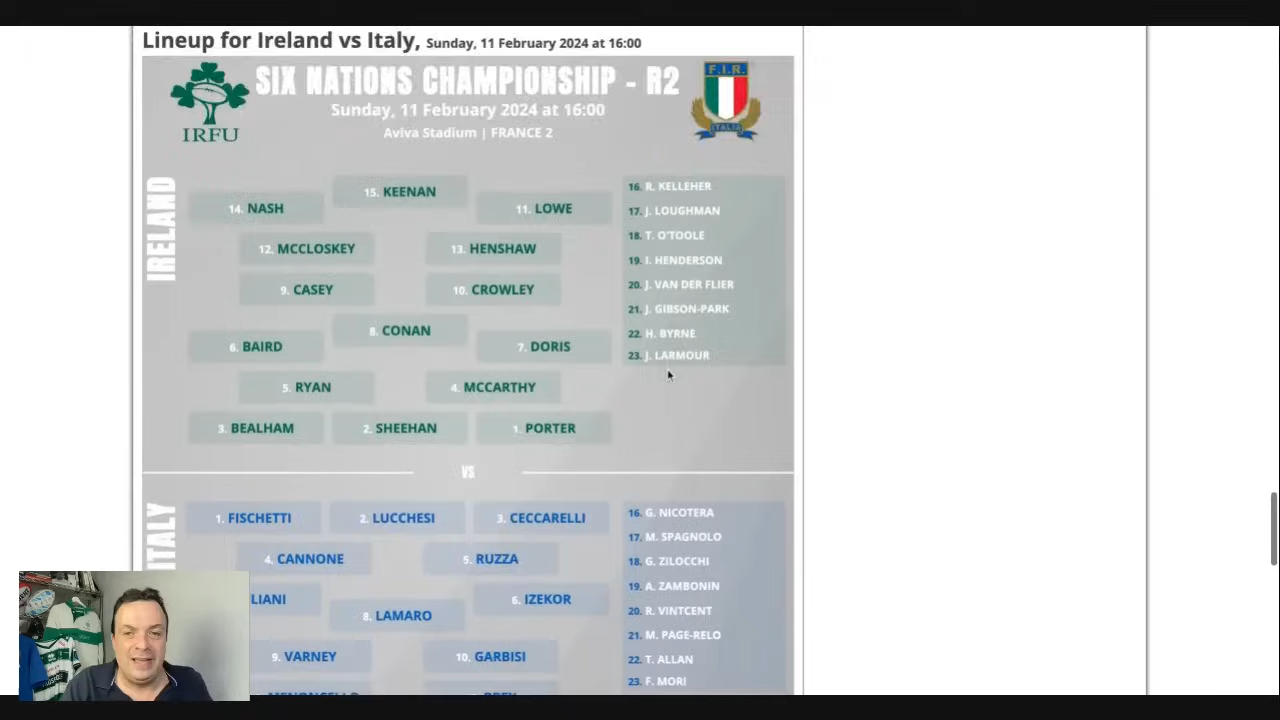 Lineup for Ireland vs Italy, Sunday, 11 February 2024 at 16:00
SIX NATIONS CHAMPIONSHIP - R2
Sunday, 11 February 2024 at 16:00
Aviva Stadium | FRANCE 2
IRFU
F.I.R.
ITALIA
IRELAND
15. KEENAN
14. NASH
11. LOWE
12. MCCLOSKEY
13. HENSHAW
9. CASEY
10. CROWLEY
8. CONAN
6. BAIRD
7. DORIS
5. RYAN
4. MCCARTHY
3. BEALHAM
2. SHEEHAN
1. PORTER
16. R. KELLEHER
17. J. LOUGHMAN
18. T. O'TOOLE
19. I. HENDERSON
20. J. VAN DER FLIER
21. J. GIBSON-PARK
22. H. BYRNE
23. J. LARMOUR
VS
ITALY
1. FISCHETTI
2. LUCCHESI
3. CECCARELLI
4. CANNONE
5. RUZZA
LIANI
6. IZEKOR
8. LAMARO
9. VARNEY
10. GARBISI
16. G. NICOTERA
17. M. SPAGNOLO
18. G. ZILOCCHI
19. A. ZAMBONIN
20. R. VINTCENT
21. M. PAGE-RELO
22. T. ALLAN
23. F. MORI